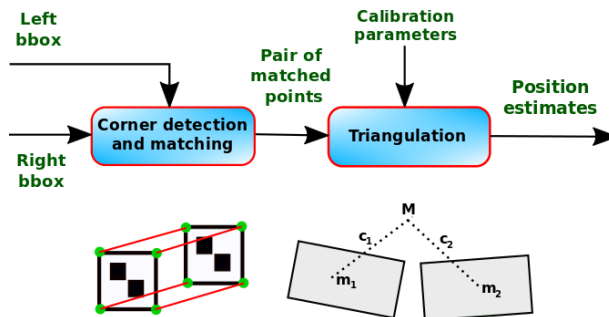 Left
bbox
Calibration
parameters
Pair of
matched
points
Position
estimates
Corner detection
and matching
Triangulation
Right
bbox
M
c1
c2
m1
m2